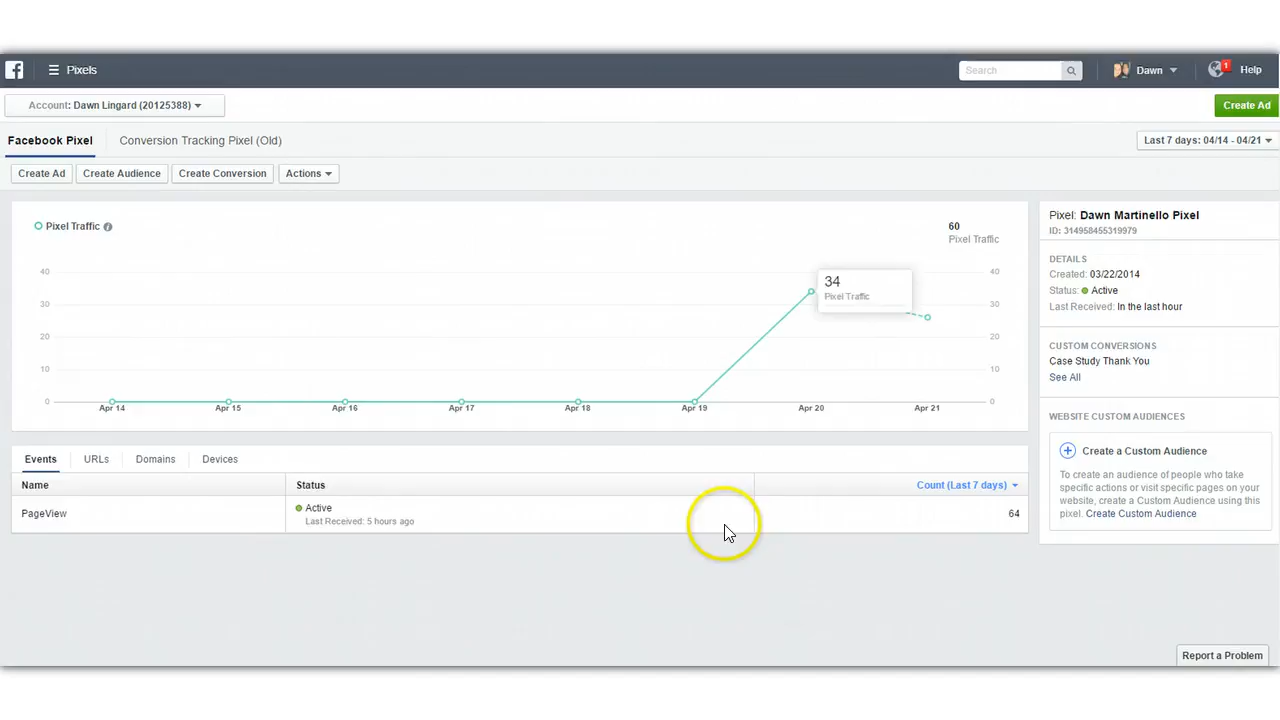 Pixels
Search
Dawn
1
Help
Account: Dawn Lingard (20125388)
Create Ad
Facebook Pixel
Conversion Tracking Pixel (Old)
Last 7 days: 04/14 - 04/21
Create Ad
Create Audience
Create Conversion
Actions
Pixel Traffic
60
Pixel Traffic
40
30
20
10
0
34
Pixel Traffic
40
30
20
10
0
Apr 14
Apr 15
Apr 16
Apr 17
Apr 18
Apr 19
Apr 20
Apr 21
Pixel: Dawn Martinello Pixel
ID: 314958455319979
DETAILS
Created: 03/22/2014
Status: Active
Last Received: In the last hour
CUSTOM CONVERSIONS
Case Study Thank You
See All
WEBSITE CUSTOM AUDIENCES
Create a Custom Audience
To create an audience of people who take
specific actions or visit specific pages on your
website, create a Custom Audience using this
pixel. Create Custom Audience
Events
URLs
Domains
Devices
Name
Status
Count (Last 7 days)
PageView
Active
Last Received: 5 hours ago
64
Report a Problem